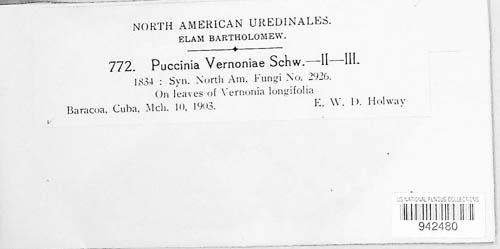 NORTH AMERICAN UREDINALES.
ELAM BARTHOLOMEW.
772. Puccinia Vernoniae Schw.—II—III.
1834 : Syn. North Am. Fungi No. 2926.
On leaves of Vernonia longifolia
Baracoa, Cuba, Mch. 10, 1903. E. W. D. Holway
US NATIONAL FUNGUS COLLECTIONS
942480